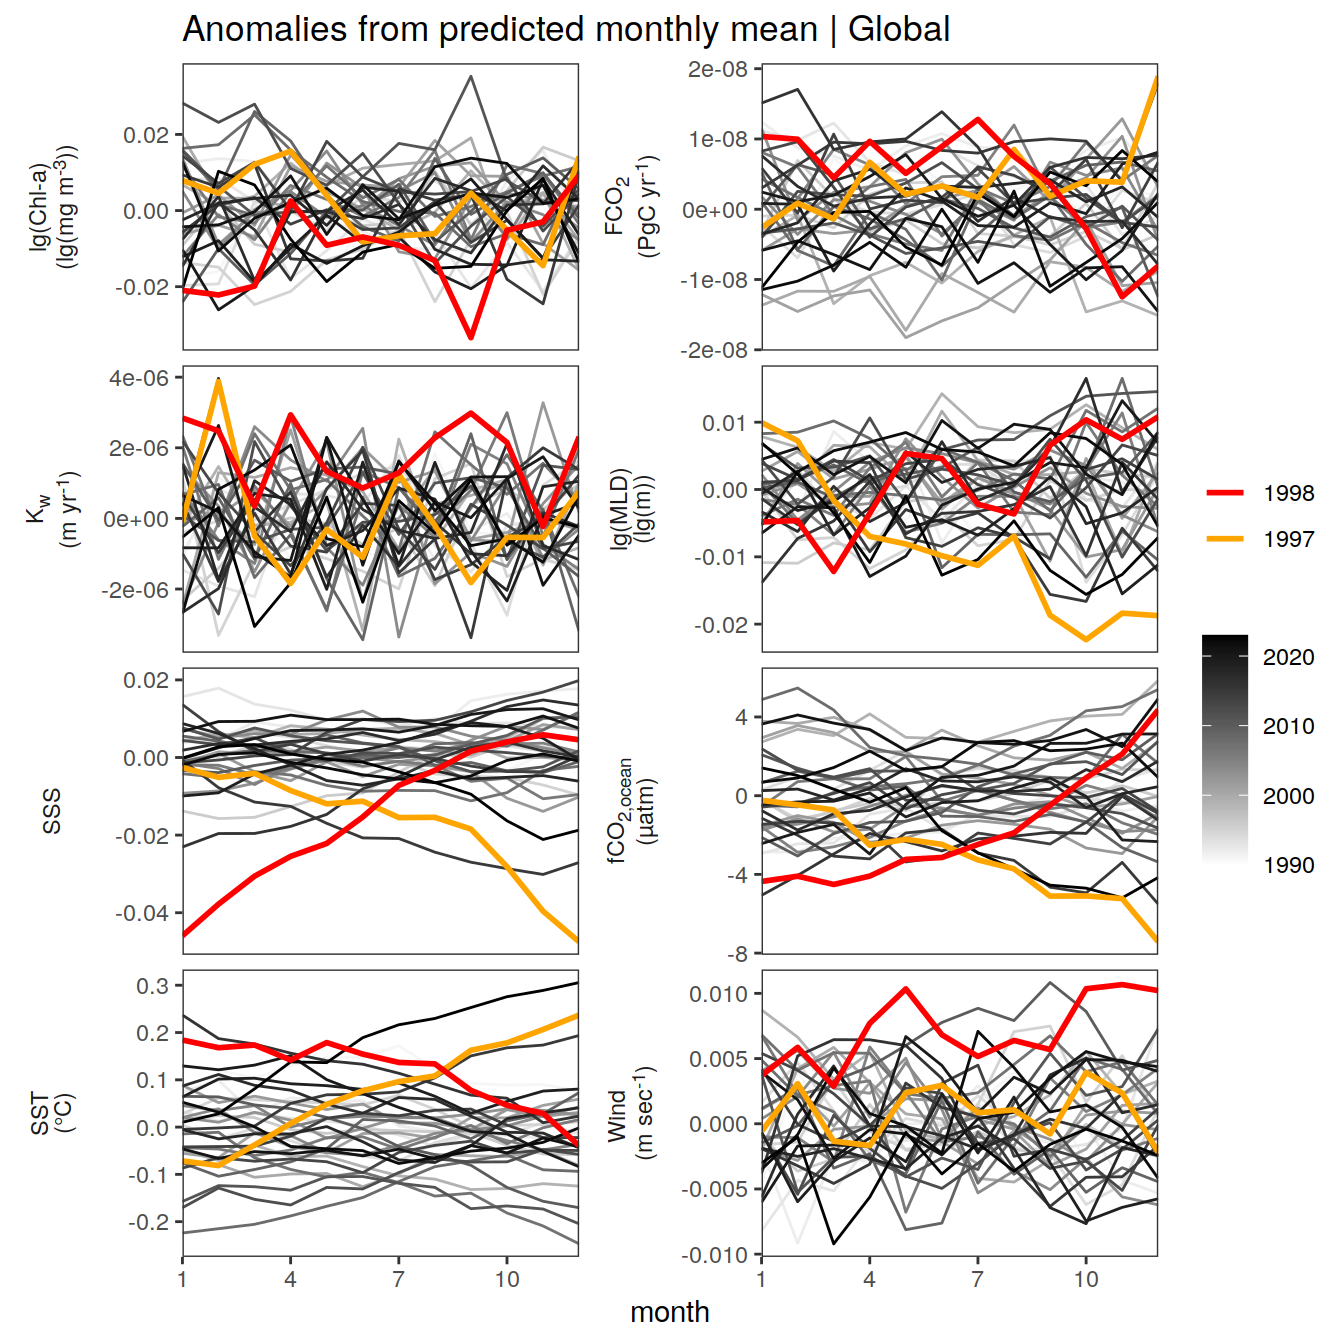 Anomalies from predicted monthly mean | Global
lg(Chl-a)
(lg(mg m⁻³))
0.02
0.00
-0.02
FCO₂
(PgC yr⁻¹)
2e-08
1e-08
0e+00
-1e-08
-2e-08
K_w
(m yr⁻¹)
4e-06
2e-06
0e+00
-2e-06
lg(MLD)
(lg(m))
0.01
0.00
-0.01
-0.02
SSS
0.02
0.00
-0.02
-0.04
fCO₂,ocean
(µatm)
4
0
-4
-8
SST
(°C)
0.3
0.2
0.1
0.0
-0.1
-0.2
1 4 7 10
Wind
(m sec⁻¹)
0.010
0.005
0.000
-0.005
-0.010
1 4 7 10
month
1998
1997
2020
2010
2000
1990